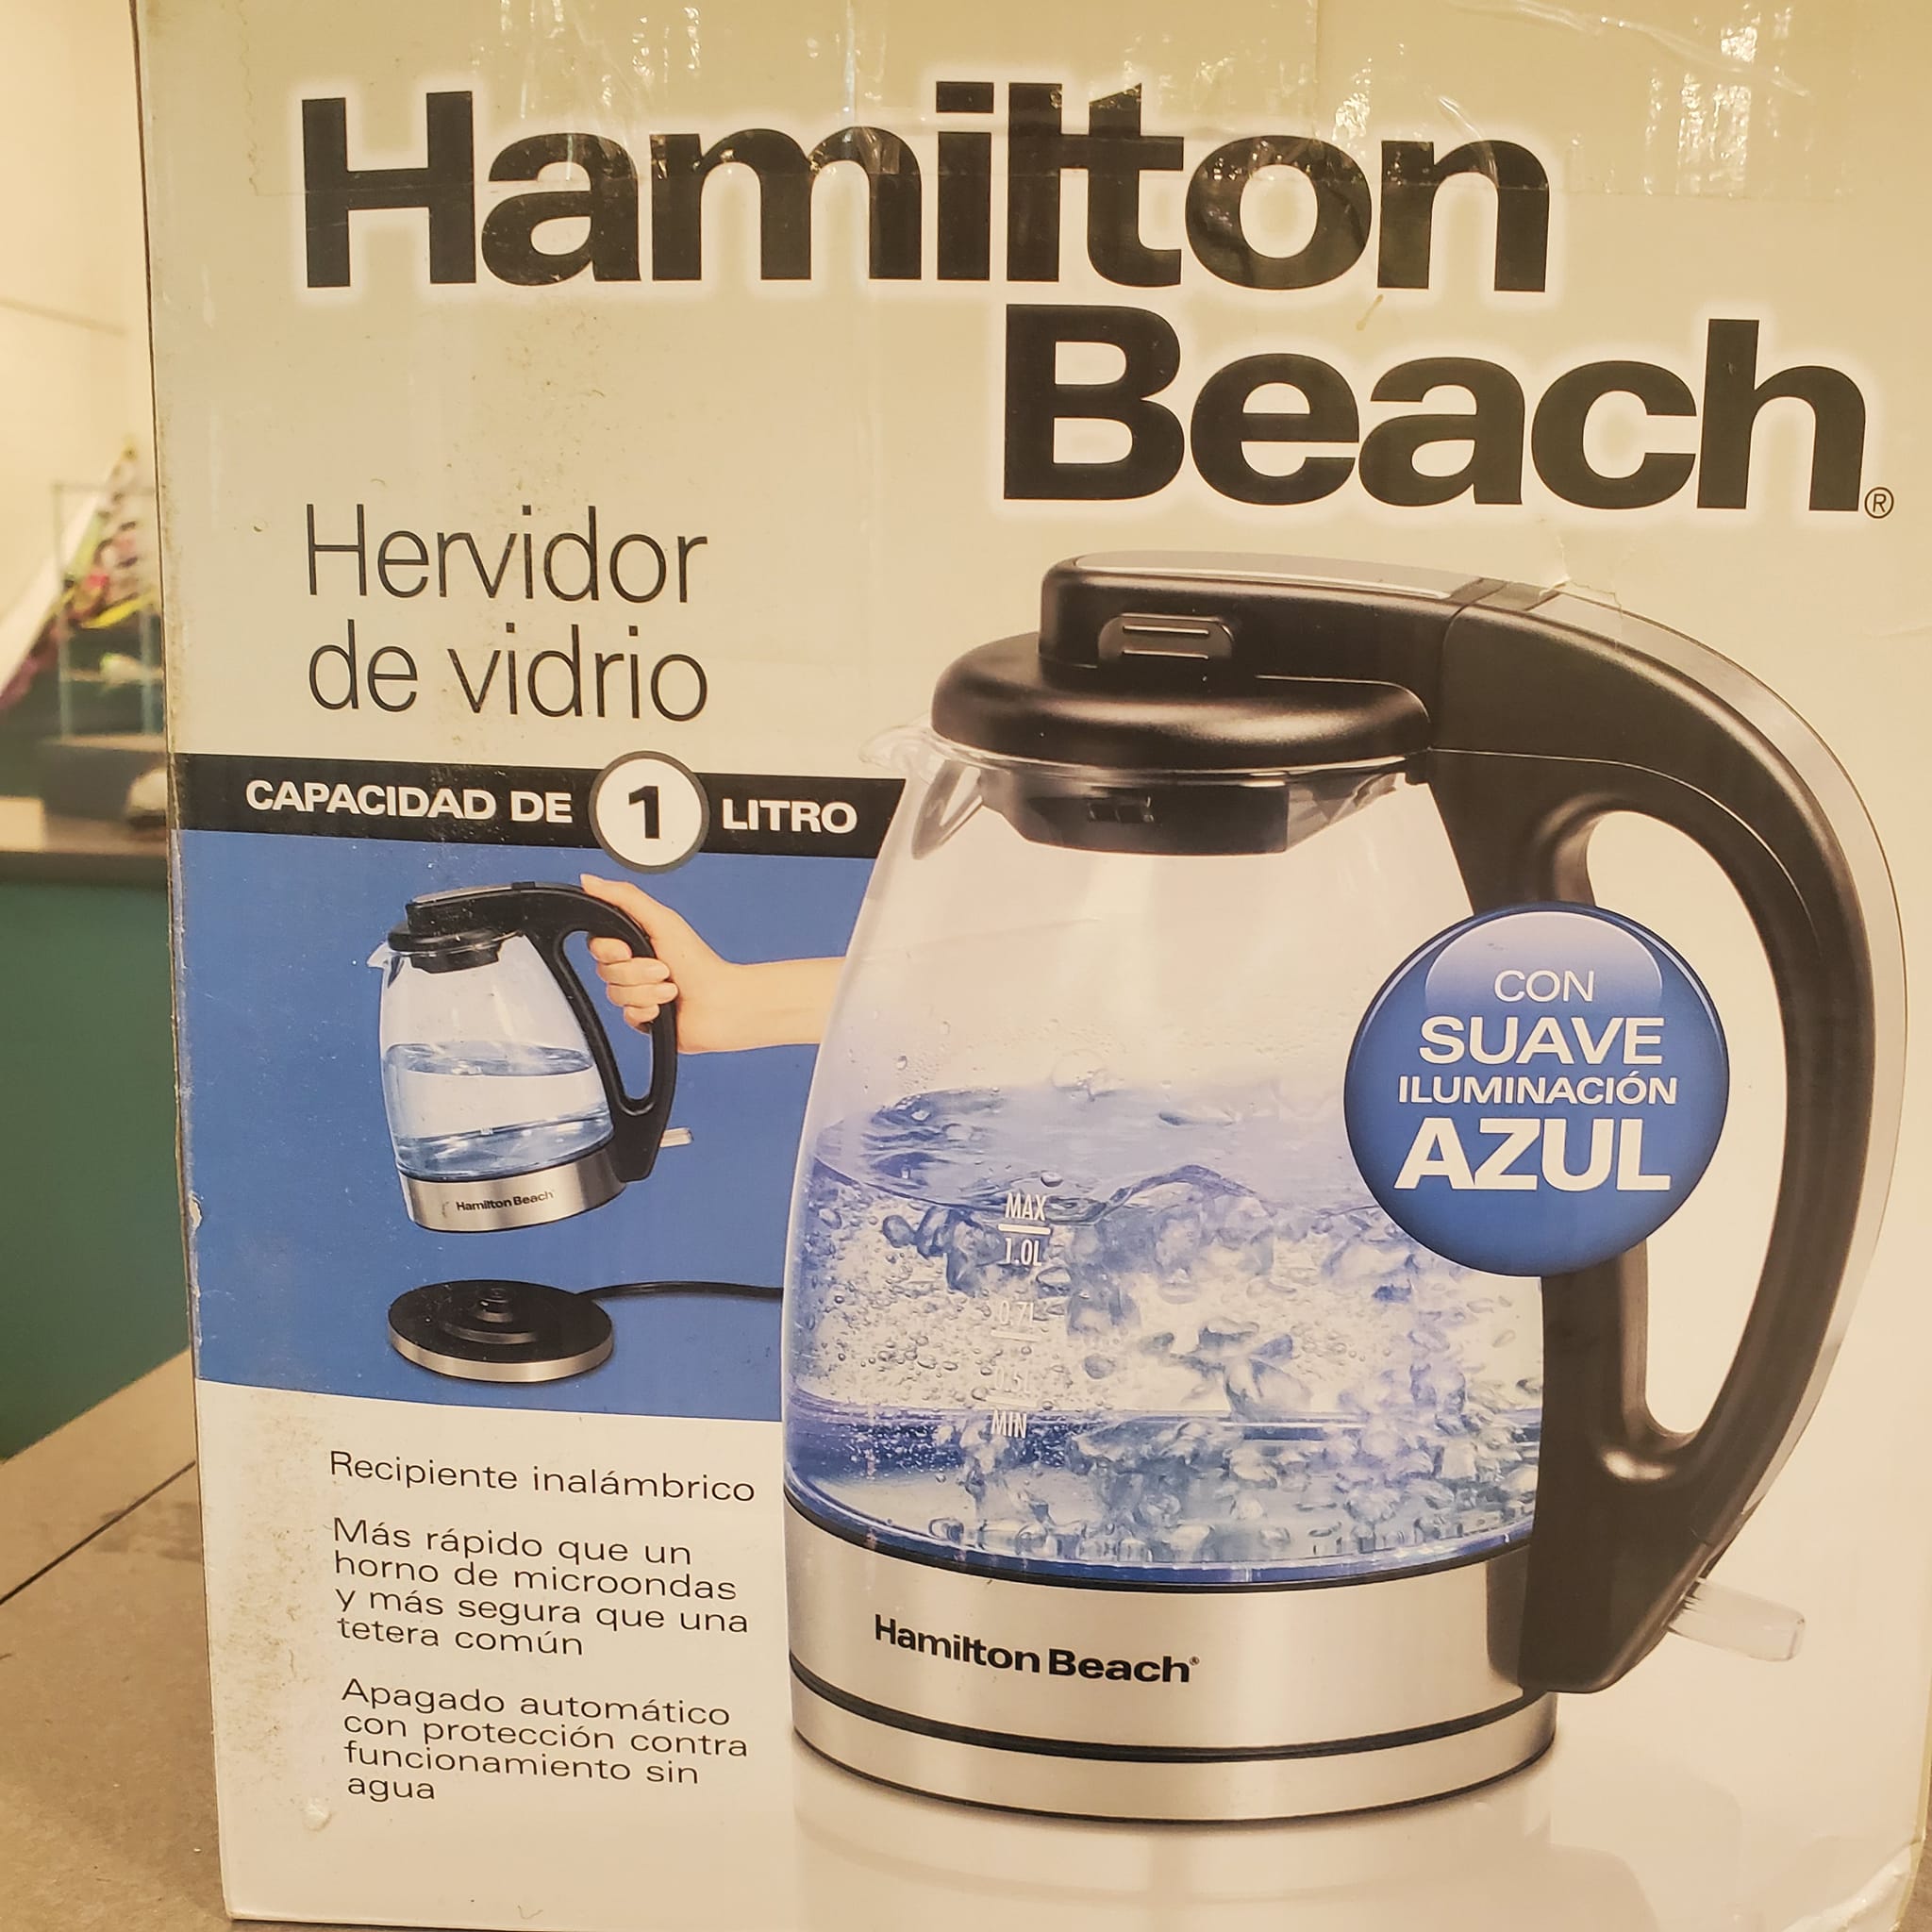 Hamilton
Beach®
Hervidor
de vidrio
CAPACIDAD DE 1 LITRO
CON
SUAVE
ILUMINACIÓN
AZUL
Hamilton Beach
MAX
1.0L
0.7L
0.5L
MIN
Recipiente inalámbrico
Más rápido que un
horno de microondas
y más segura que una
tetera común
Apagado automático
con protección contra
funcionamiento sin
agua
Hamilton Beach®